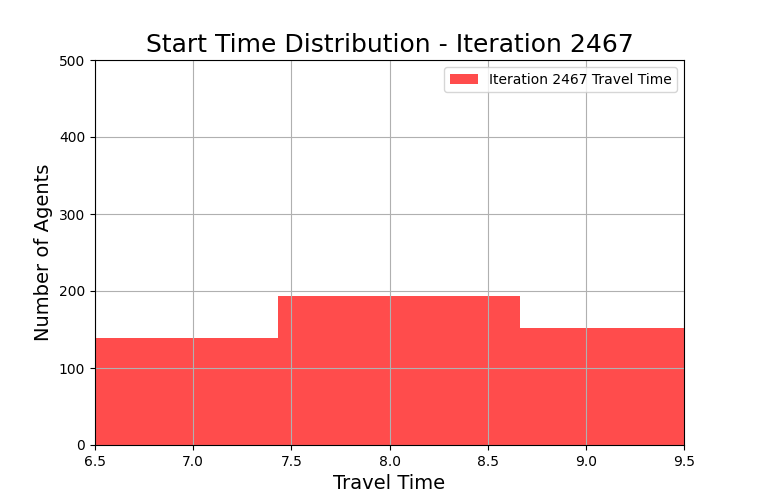 Start Time Distribution - Iteration 2467
Iteration 2467 Travel Time
Number of Agents
500
400
300
200
100
0
6.5 7.0 7.5 8.0 8.5 9.0 9.5
Travel Time